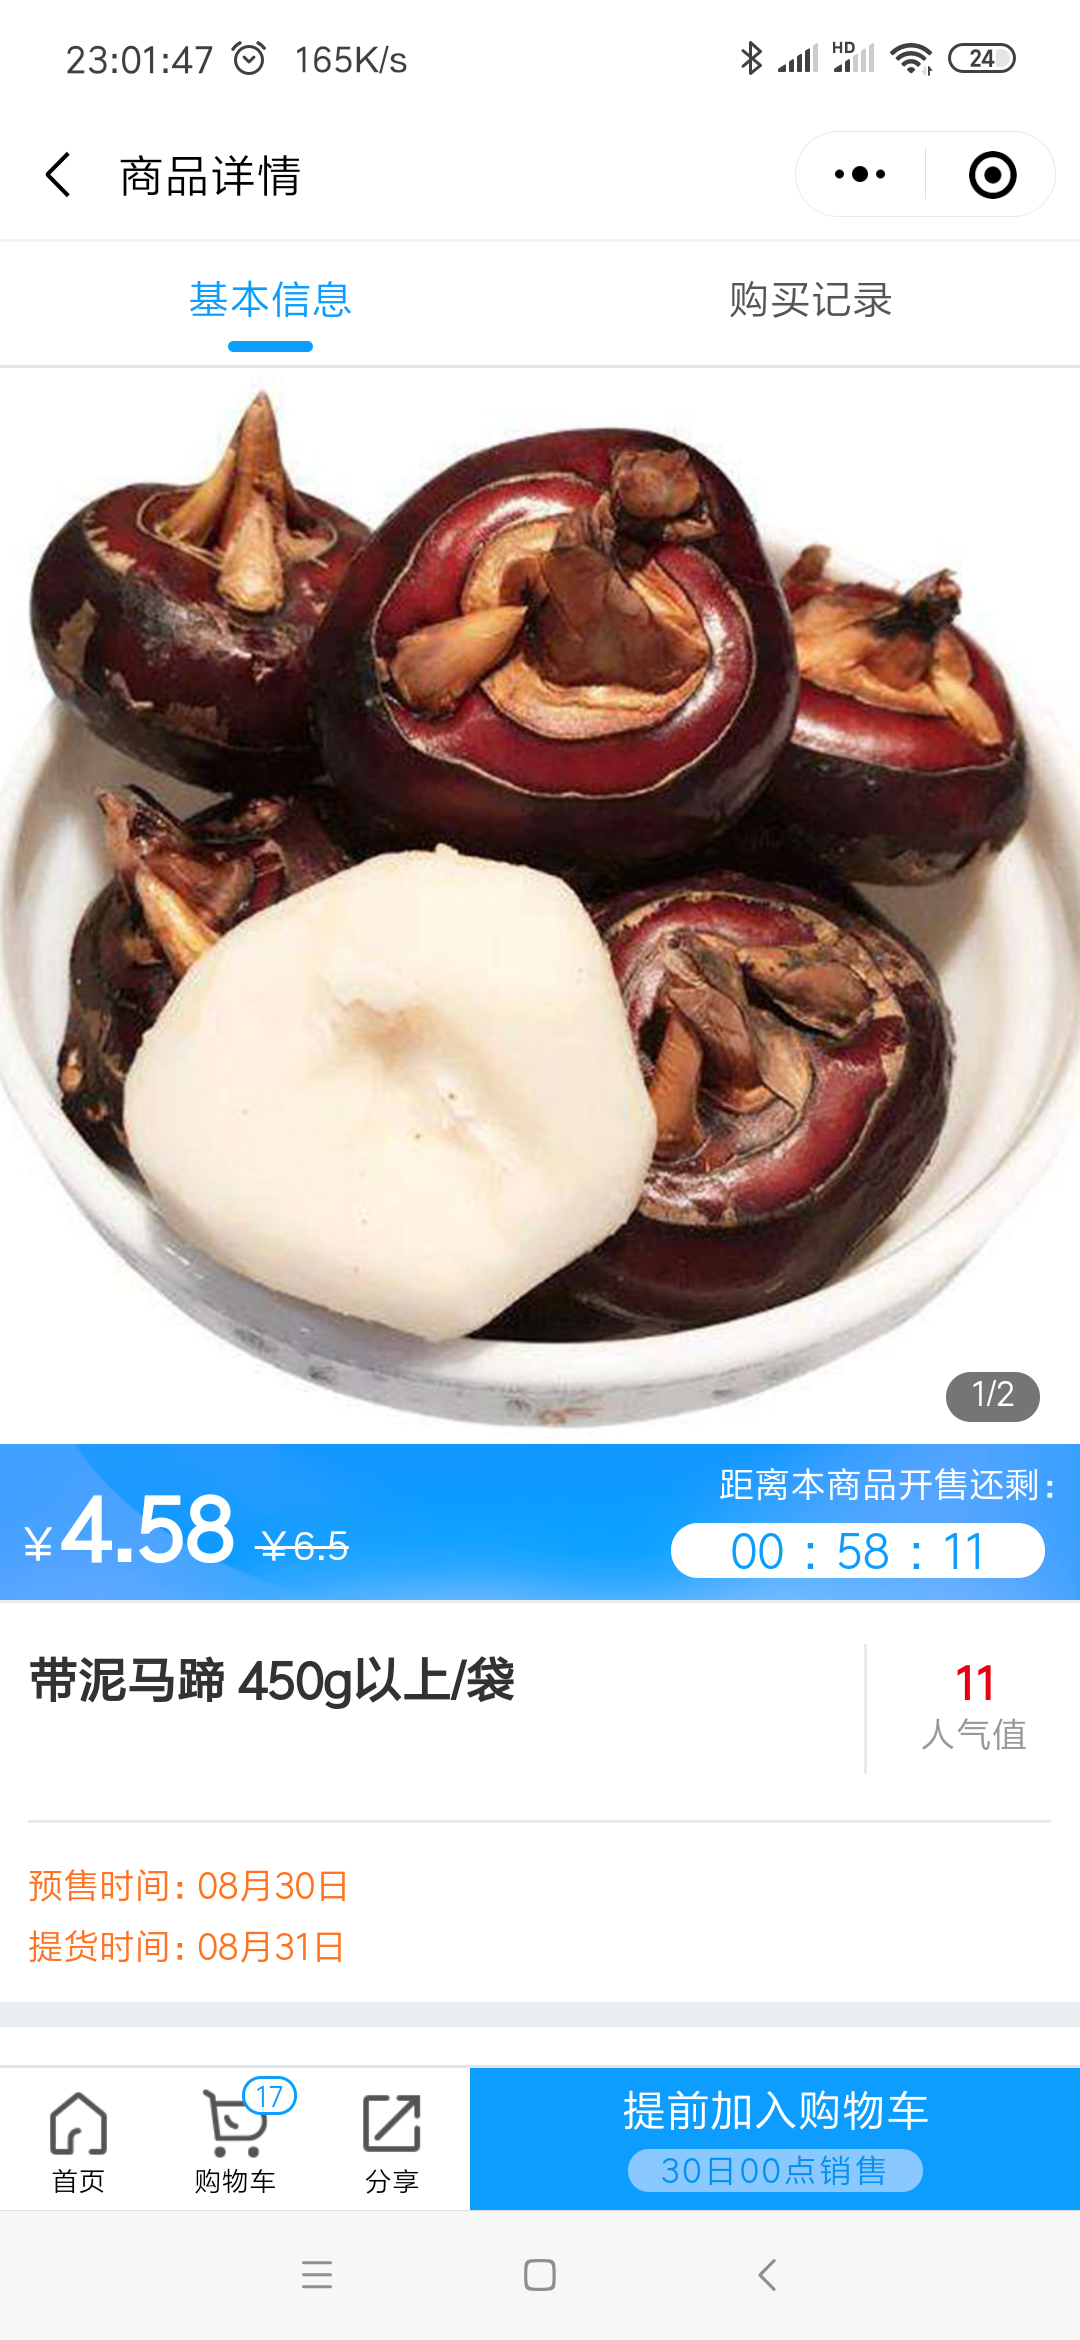 23:01:47 165K/s HD 24
商品详情
基本信息 购买记录
1/2
¥4.58 ¥6.5
距离本商品开售还剩：
00 : 58 : 11
带泥马蹄 450g以上/袋
11
人气值
预售时间：08月30日
提货时间：08月31日
17
首页 购物车 分享
提前加入购物车
30日00点销售